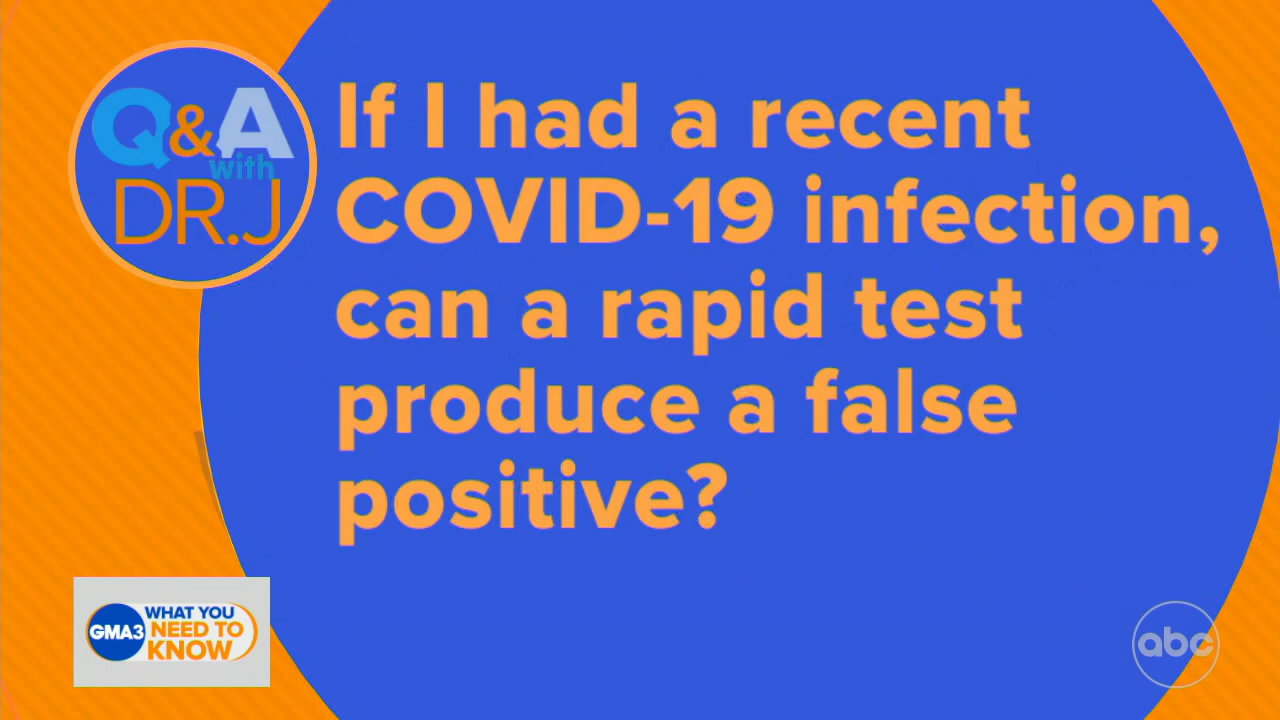 Q&A
with
DR.J
If I had a recent
COVID-19 infection,
can a rapid test
produce a false
positive?
GMA3
WHAT YOU
NEED TO
KNOW
abc